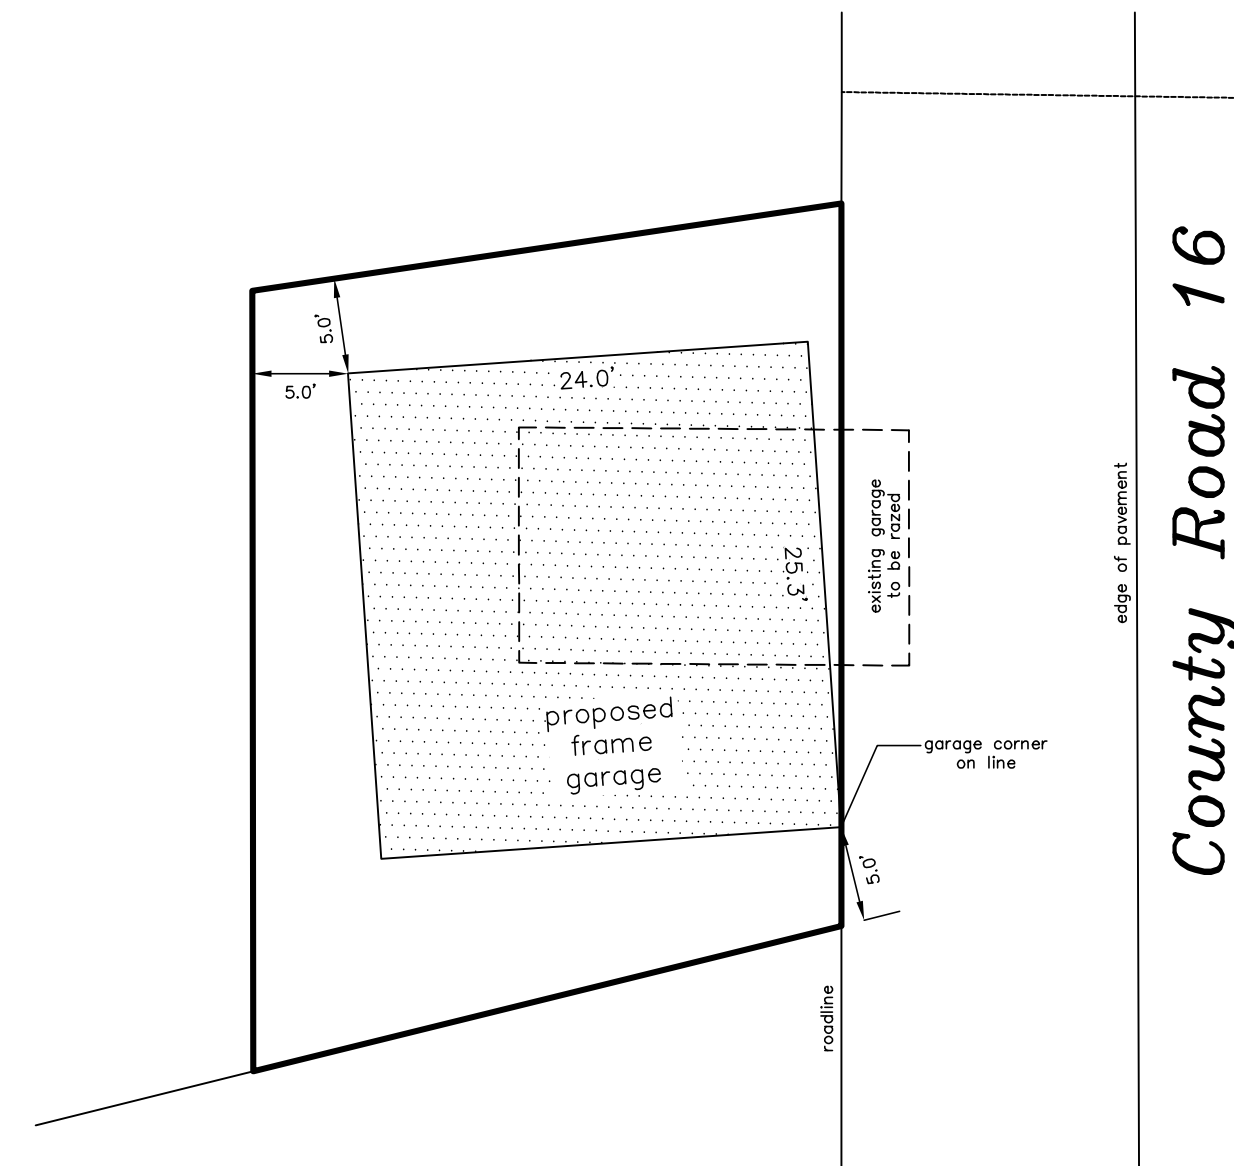 5.0'
5.0'
24.0'
25.3'
existing garage
to be razed
edge of pavement
County Road 16
proposed
frame
garage
garage corner
on line
5.0'
roadline